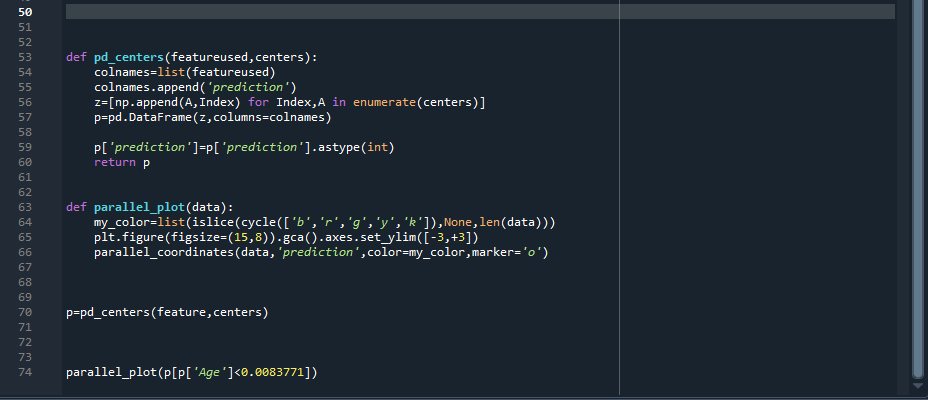 50
51
52
53 def pd_centers(featureused,centers):
54     colnames=list(featureused)
55     colnames.append('prediction')
56     z=[np.append(A,Index) for Index,A in enumerate(centers)]
57     p=pd.DataFrame(z,columns=colnames)
58
59     p['prediction']=p['prediction'].astype(int)
60     return p
61
62
63 def parallel_plot(data):
64     my_color=list(islice(cycle(['b','r','g','y','k']),None,len(data)))
65     plt.figure(figsize=(15,8)).gca().axes.set_ylim([-3,+3])
66     parallel_coordinates(data,'prediction',color=my_color,marker='o')
67
68
69
70 p=pd_centers(feature,centers)
71
72
73
74 parallel_plot(p[p['Age']<0.0083771])